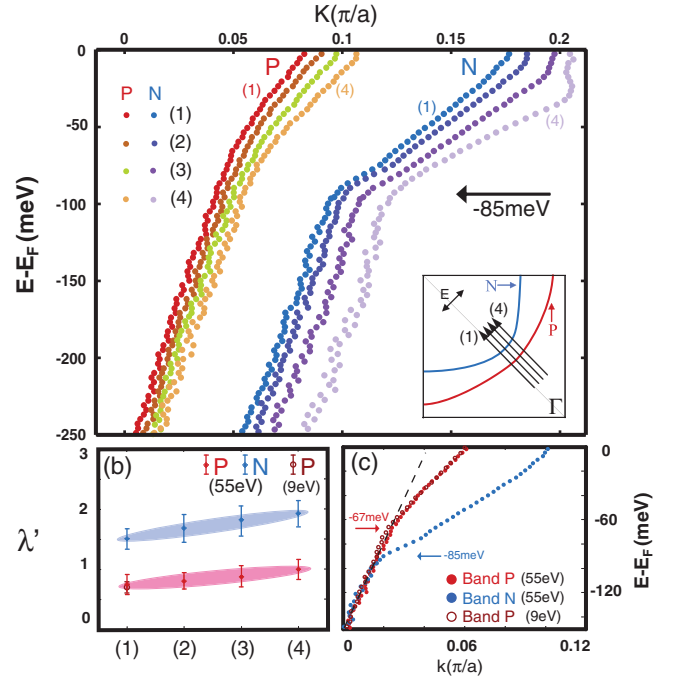 K(π/a)
0 0.05 0.1 0.15 0.2
P N
(1) (4) (1) (4)
P N
(1)
(2)
(3)
(4)
-85meV
E-E_F (meV)
0
-50
-100
-150
-200
-250
N
E
(4)
(1)
P
Γ
(b)
P N P
(55eV) (9eV)
λ'
3
2
1
0
(1) (2) (3) (4)
(c)
-67meV
-85meV
Band P (55eV)
Band N (55eV)
Band P (9eV)
0
-60
-160
E-E_F (meV)
0 0.06 0.12
k(π/a)